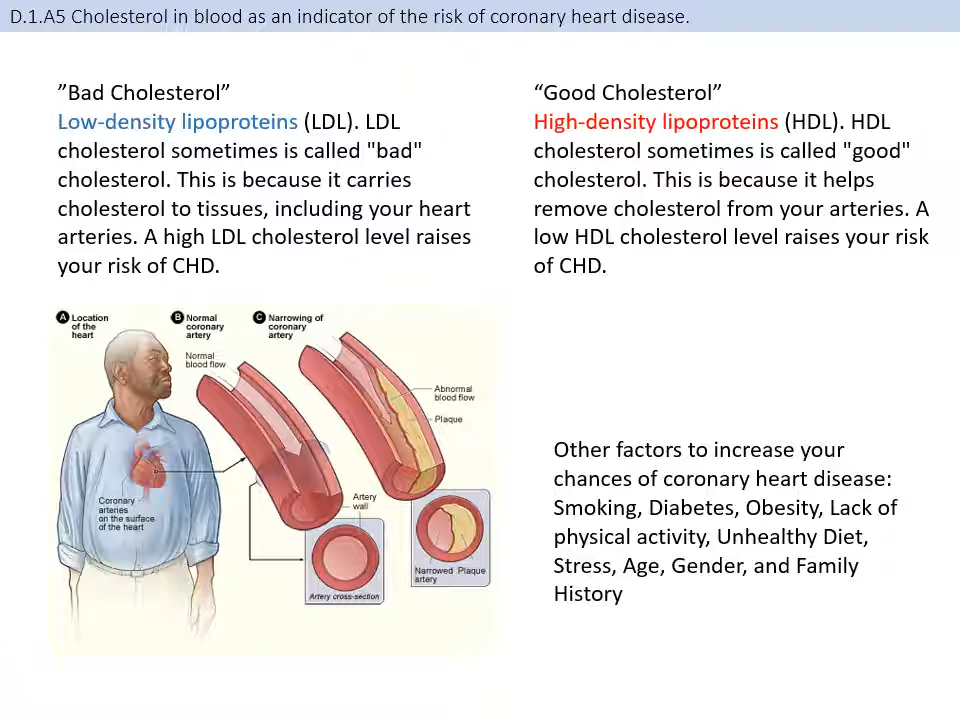 D.1.A5 Cholesterol in blood as an indicator of the risk of coronary heart disease.
”Bad Cholesterol”
Low-density lipoproteins (LDL). LDL
cholesterol sometimes is called "bad"
cholesterol. This is because it carries
cholesterol to tissues, including your heart
arteries. A high LDL cholesterol level raises
your risk of CHD.
“Good Cholesterol”
High-density lipoproteins (HDL). HDL
cholesterol sometimes is called "good"
cholesterol. This is because it helps
remove cholesterol from your arteries. A
low HDL cholesterol level raises your risk
of CHD.
A Location
of the
heart
B Normal
coronary
artery
C Narrowing of
coronary
artery
Normal
blood flow
Abnormal
blood flow
Plaque
Coronary
arteries
on the surface
of the heart
Artery
wall
Artery cross-section
Narrowed Plaque
artery
Other factors to increase your
chances of coronary heart disease:
Smoking, Diabetes, Obesity, Lack of
physical activity, Unhealthy Diet,
Stress, Age, Gender, and Family
History